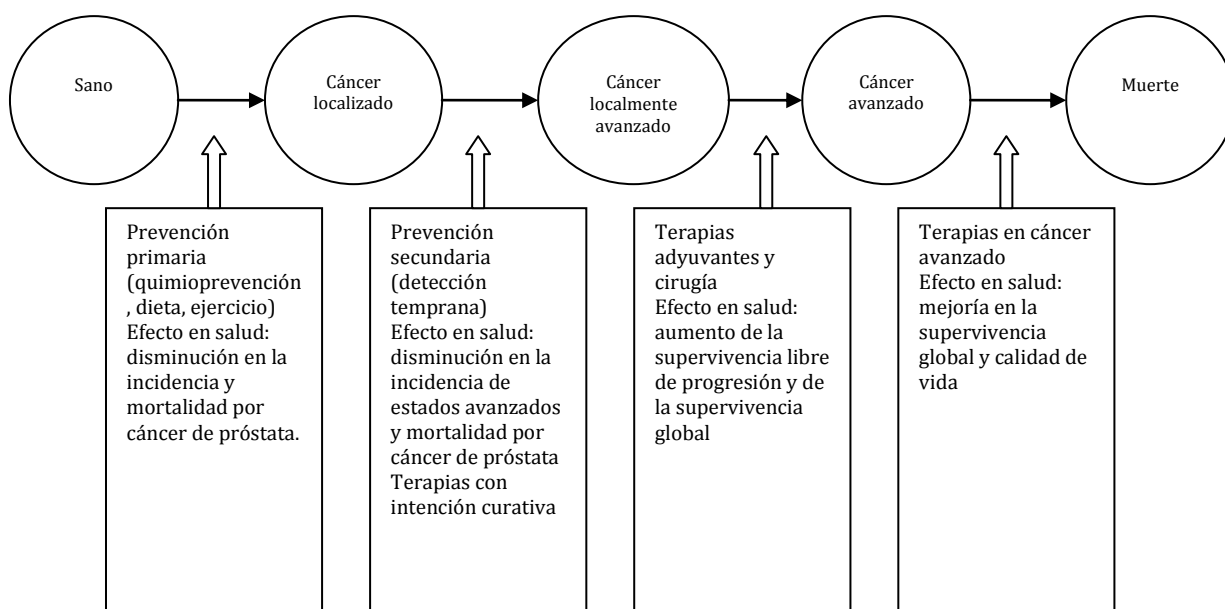 Sano
Cáncer
localizado
Cáncer
localmente
avanzado
Cáncer
avanzado
Muerte
Prevención
primaria
(quimioprevención
, dieta, ejercicio)
Efecto en salud:
disminución en la
incidencia y
mortalidad por
cáncer de próstata.
Prevención
secundaria
(detección
temprana)
Efecto en salud:
disminución en la
incidencia de
estados avanzados
y mortalidad por
cáncer de próstata
Terapias con
intención curativa
Terapias
adyuvantes y
cirugía
Efecto en salud:
aumento de la
supervivencia libre
de progresión y de
la supervivencia
global
Terapias en cáncer
avanzado
Efecto en salud:
mejoría en la
supervivencia
global y calidad de
vida